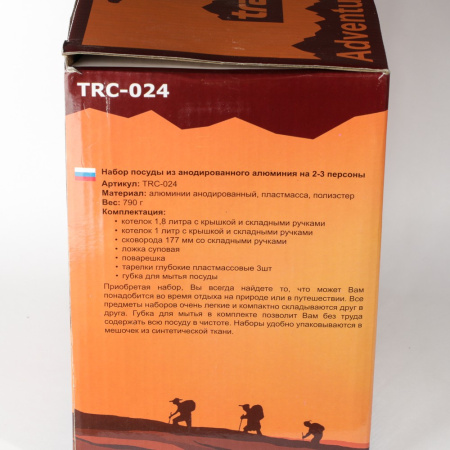 tra
Adventu
TRC-024
Набор посуды из анодированного алюминия на 2-3 персоны
Артикул: TRC-024
Материал: алюминии анодированный, пластмасса, полиэстер
Вес: 790 г
Комплектация:
• котелок 1,8 литра с крышкой и складными ручками
• котелок 1 литр с крышкой и складными ручками
• сковорода 177 мм со складными ручками
• ложка суповая
• поварешка
• тарелки глубокие пластмассовые 3шт
• губка для мытья посуды
Приобретая набор, Вы всегда найдете то, что может Вам
понадобится во время отдыха на природе или в путешествии. Все
предметы наборов очень легкие и компактно складываются друг в
друга. Губка для мытья в комплекте позволит Вам без труда
содержать всю посуду в чистоте. Наборы удобно упаковываются в
мешочек из синтетической ткани.